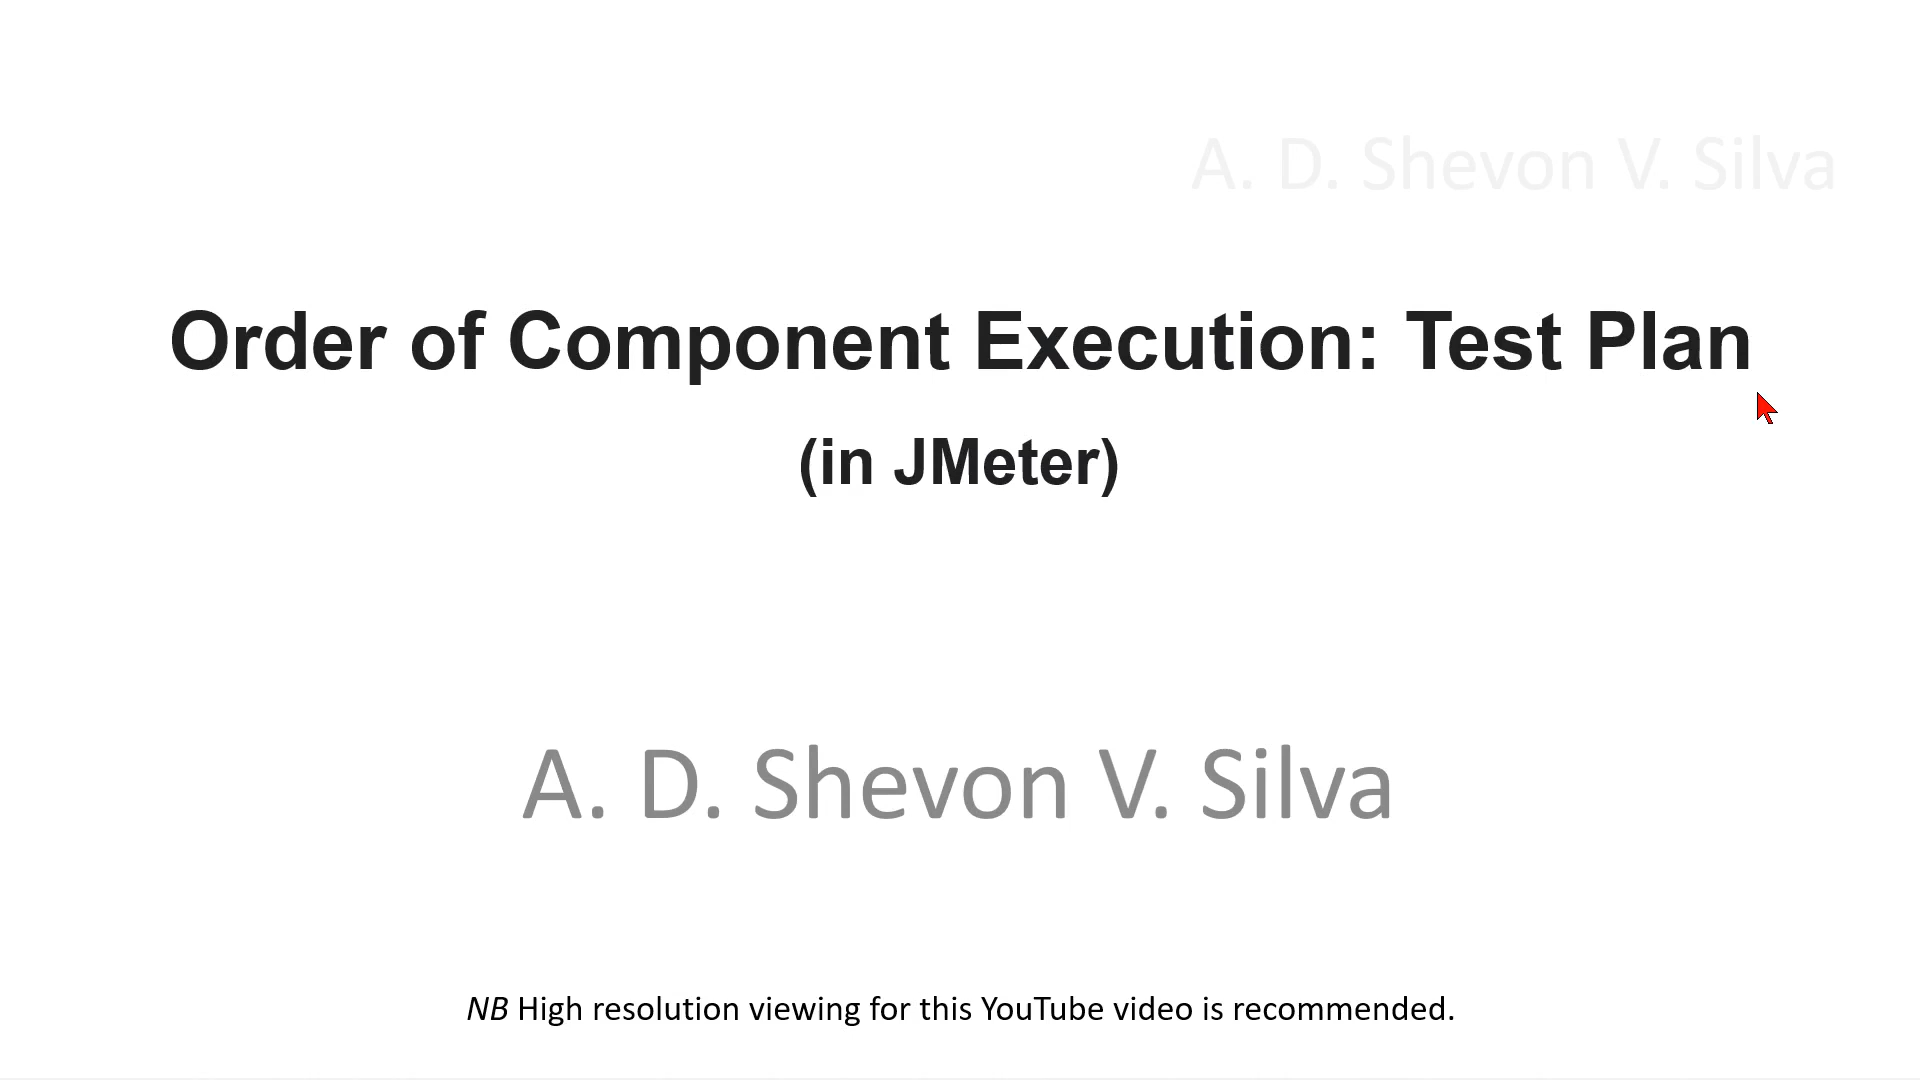 A. D. Shevon V. Silva
Order of Component Execution: Test Plan
(in JMeter)
A. D. Shevon V. Silva
NB High resolution viewing for this YouTube video is recommended.